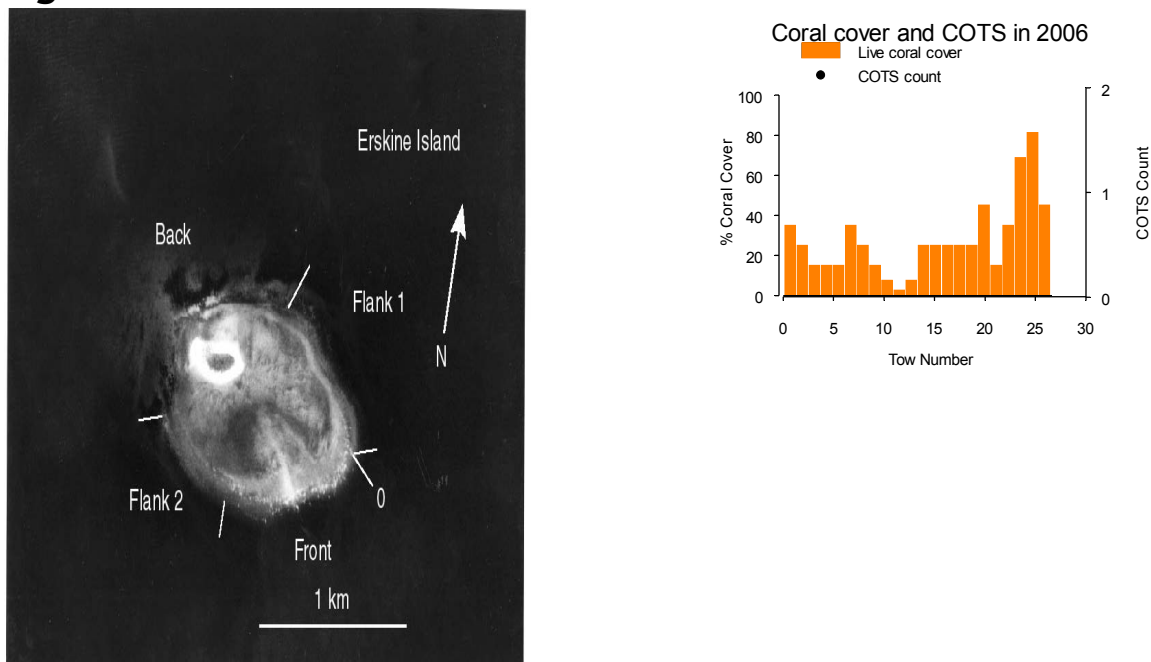 Erskine Island
Back
Flank 1
N
Flank 2
0
Front
1 km
Coral cover and COTS in 2006
Live coral cover
COTS count
100
80
60
40
20
0
% Coral Cover
2
1
0
COTS Count
0 5 10 15 20 25 30
Tow Number